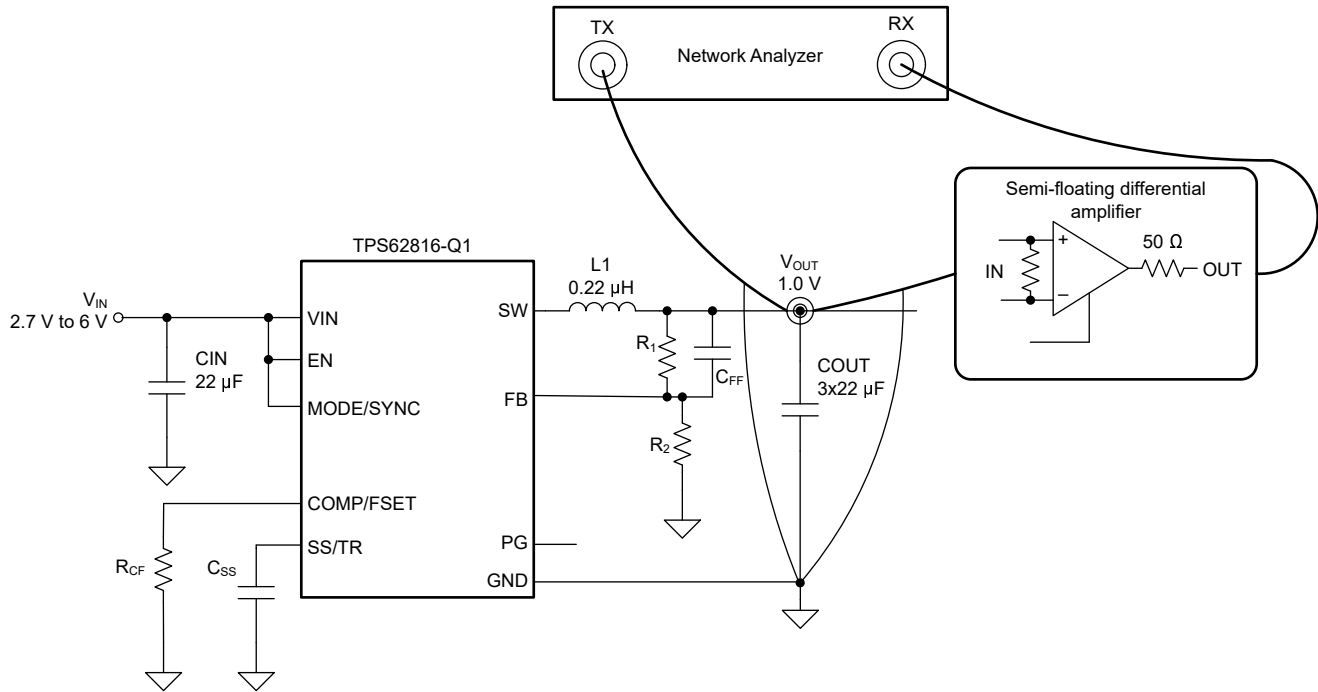 TX
RX
Network Analyzer
Semi-floating differential
amplifier
+
50 Ω
IN
OUT
−
TPS62816-Q1
L1
0.22 µH
VOUT
1.0 V
VIN
2.7 V to 6 V
VIN
SW
EN
R1
CFF
CIN
22 µF
COUT
3x22 µF
MODE/SYNC
FB
R2
COMP/FSET
SS/TR
PG
RCF
CSS
GND